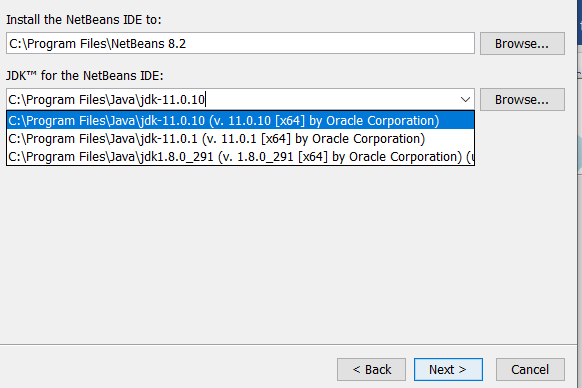 Install the NetBeans IDE to:
C:\Program Files\NetBeans 8.2
Browse...
JDK™ for the NetBeans IDE:
C:\Program Files\Java\jdk-11.0.10
Browse...
C:\Program Files\Java\jdk-11.0.10 (v. 11.0.10 [x64] by Oracle Corporation)
C:\Program Files\Java\jdk-11.0.1 (v. 11.0.1 [x64] by Oracle Corporation)
C:\Program Files\Java\jdk1.8.0_291 (v. 1.8.0_291 [x64] by Oracle Corporation) (
< Back
Next >
Cancel